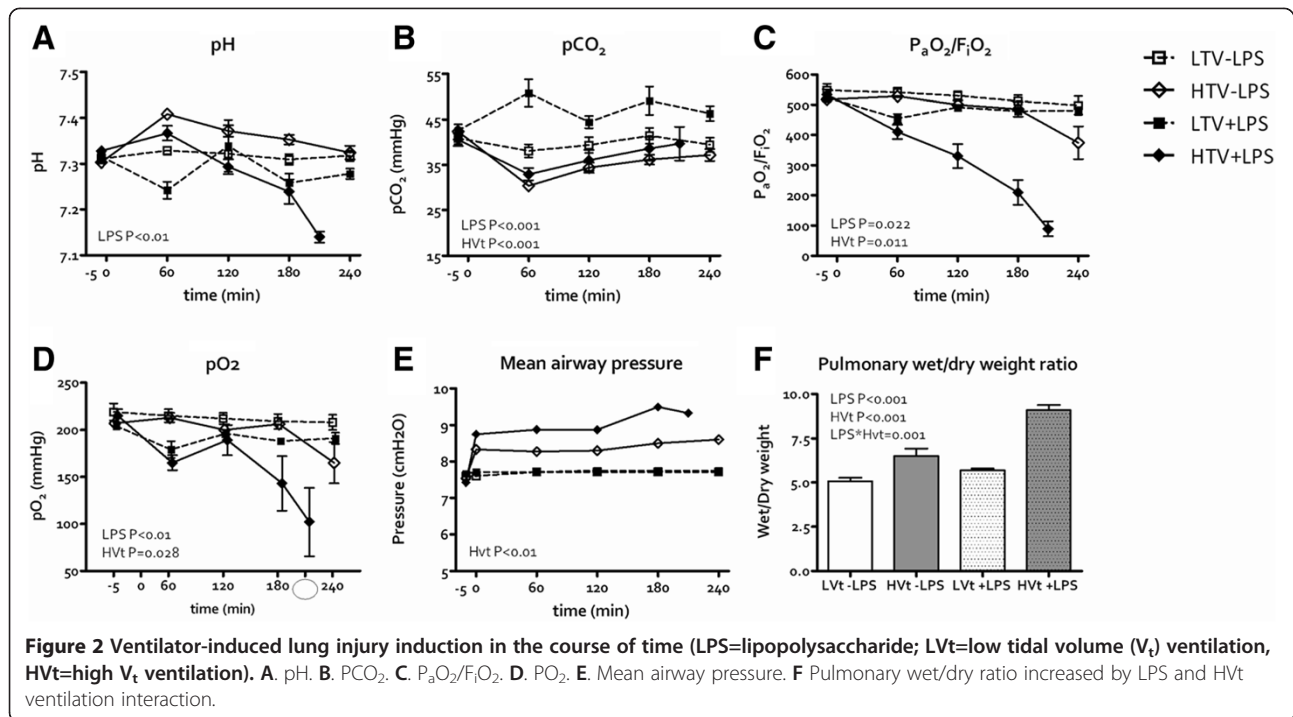 A
pH
7.5
7.4
7.3
7.2
7.1
pH
LPS P<0.01
-5 0 60 120 180 240
time (min)
B
pCO₂
55
45
35
25
15
pCO₂ (mmHg)
LPS P<0.001
HVt P<0.001
-5 0 60 120 180 240
time (min)
C
PₐO₂/FᵢO₂
600
500
400
300
200
100
0
PₐO₂/FᵢO₂
LPS P=0.022
HVt P=0.011
-5 0 60 120 180 240
time (min)
LTV-LPS
HTV-LPS
LTV+LPS
HTV+LPS
D
pO2
250
200
150
100
50
pO₂ (mmHg)
LPS P<0.01
HVt P=0.028
-5 0 60 120 180 240
time (min)
E
Mean airway pressure
10
9
8
7
6
5
Pressure (cmH2O)
Hvt P<0.01
-5 0 60 120 180 240
time (min)
F
Pulmonary wet/dry weight ratio
10.0
7.5
5.0
2.5
0.0
Wet/Dry weight
LPS P<0.001
HVt P<0.001
LPS*Hvt=0.001
LVt -LPS HVt -LPS LVt +LPS HVt +LPS
Figure 2 Ventilator-induced lung injury induction in the course of time (LPS=lipopolysaccharide; LVt=low tidal volume (Vₜ) ventilation,
HVt=high Vₜ ventilation). A. pH. B. PCO₂. C. PₐO₂/FᵢO₂. D. PO₂. E. Mean airway pressure. F Pulmonary wet/dry ratio increased by LPS and HVt
ventilation interaction.